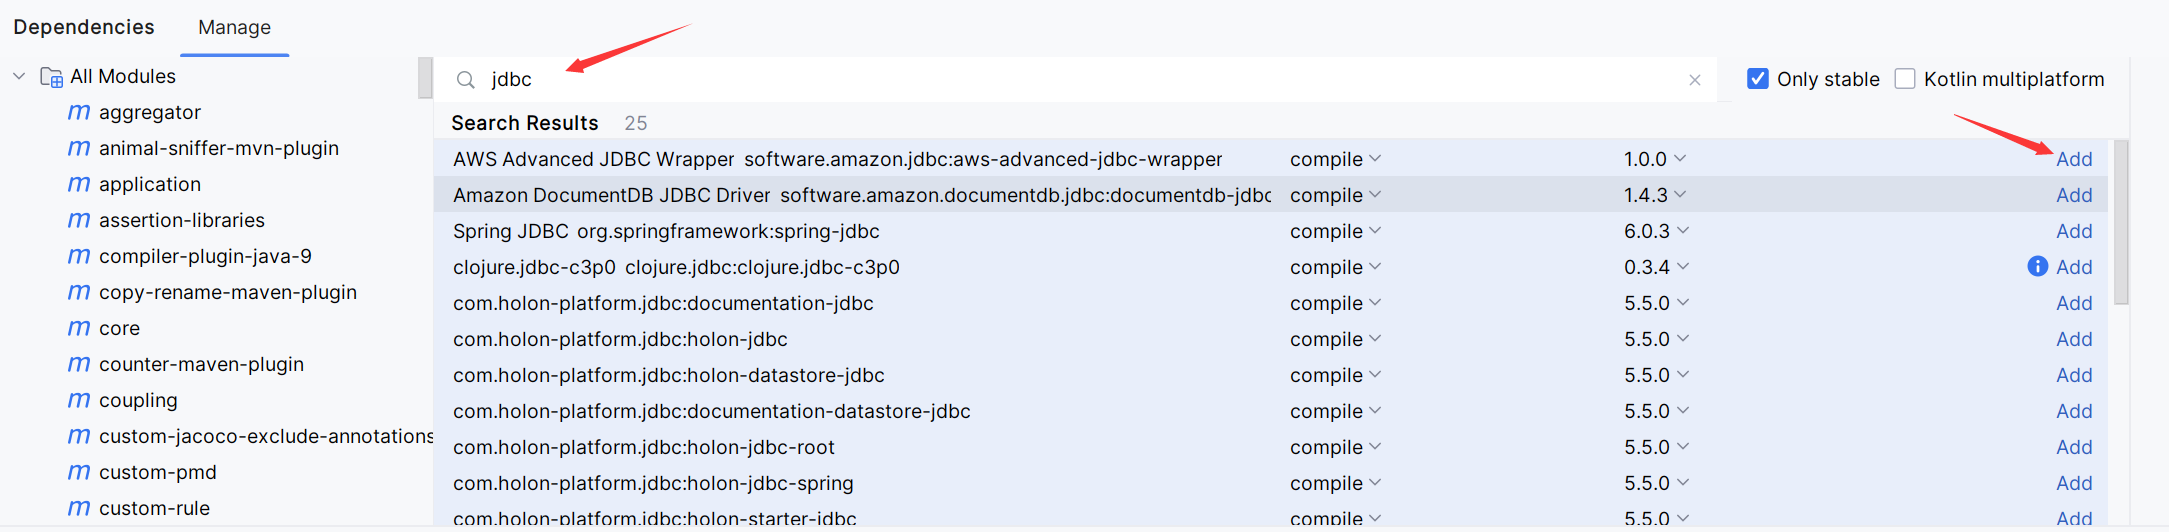 Dependencies Manage
All Modules
aggregator
animal-sniffer-mvn-plugin
application
assertion-libraries
compiler-plugin-java-9
copy-rename-maven-plugin
core
counter-maven-plugin
coupling
custom-jacoco-exclude-annotations
custom-pmd
custom-rule
jdbc
Only stable Kotlin multiplatform
Search Results 25
AWS Advanced JDBC Wrapper software.amazon.jdbc:aws-advanced-jdbc-wrapper compile 1.0.0 Add
Amazon DocumentDB JDBC Driver software.amazon.documentdb.jdbc:documentdb-jdbc compile 1.4.3 Add
Spring JDBC org.springframework:spring-jdbc compile 6.0.3 Add
clojure.jdbc-c3p0 clojure.jdbc:clojure.jdbc-c3p0 compile 0.3.4 Add
com.holon-platform.jdbc:documentation-jdbc compile 5.5.0 Add
com.holon-platform.jdbc:holon-jdbc compile 5.5.0 Add
com.holon-platform.jdbc:holon-datastore-jdbc compile 5.5.0 Add
com.holon-platform.jdbc:documentation-datastore-jdbc compile 5.5.0 Add
com.holon-platform.jdbc:holon-jdbc-root compile 5.5.0 Add
com.holon-platform.jdbc:holon-jdbc-spring compile 5.5.0 Add
com.holon-platform.jdbc:holon-starter-jdbc compile 5.5.0 Add